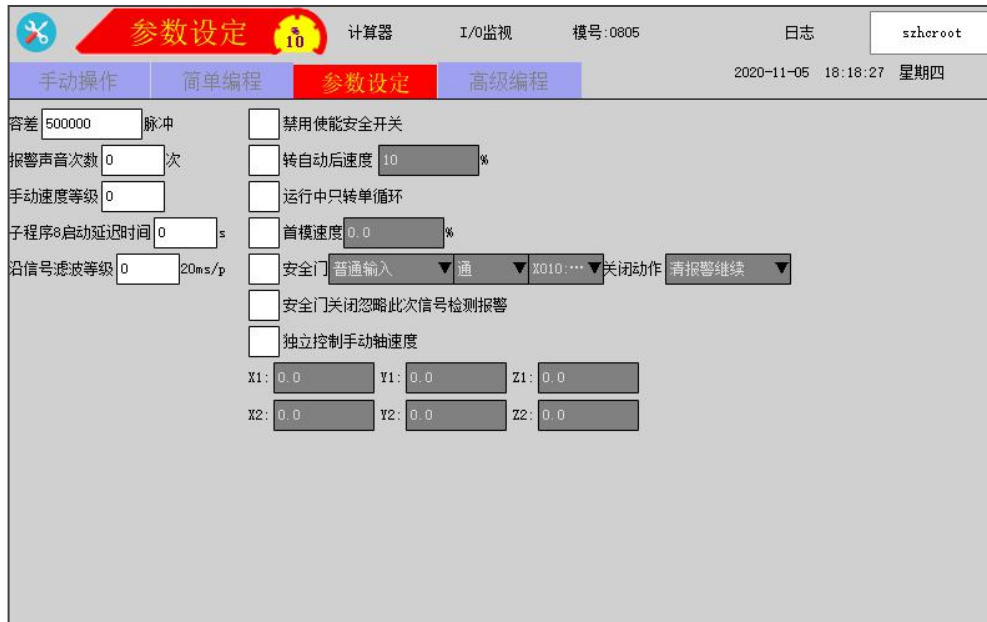 参数设定 10 计算器 I/O监视 模号:0805 日志 szhcroot
手动操作 简单编程 参数设定 高级编程 2020-11-05 18:18:27 星期四
容差 500000 脉冲 禁用使能安全开关
报警声音次数 0 次 转自动后速度 10 %
手动速度等级 0 运行中只转单循环
子程序8启动延迟时间 0 s 首模速度 0.0 %
沿信号滤波等级 0 20ms/p 安全门 普通输入 ▼ 通 ▼ X010:… ▼ 关闭动作 清报警继续 ▼
安全门关闭忽略此次信号检测报警
独立控制手动轴速度
X1: 0.0 Y1: 0.0 Z1: 0.0
X2: 0.0 Y2: 0.0 Z2: 0.0